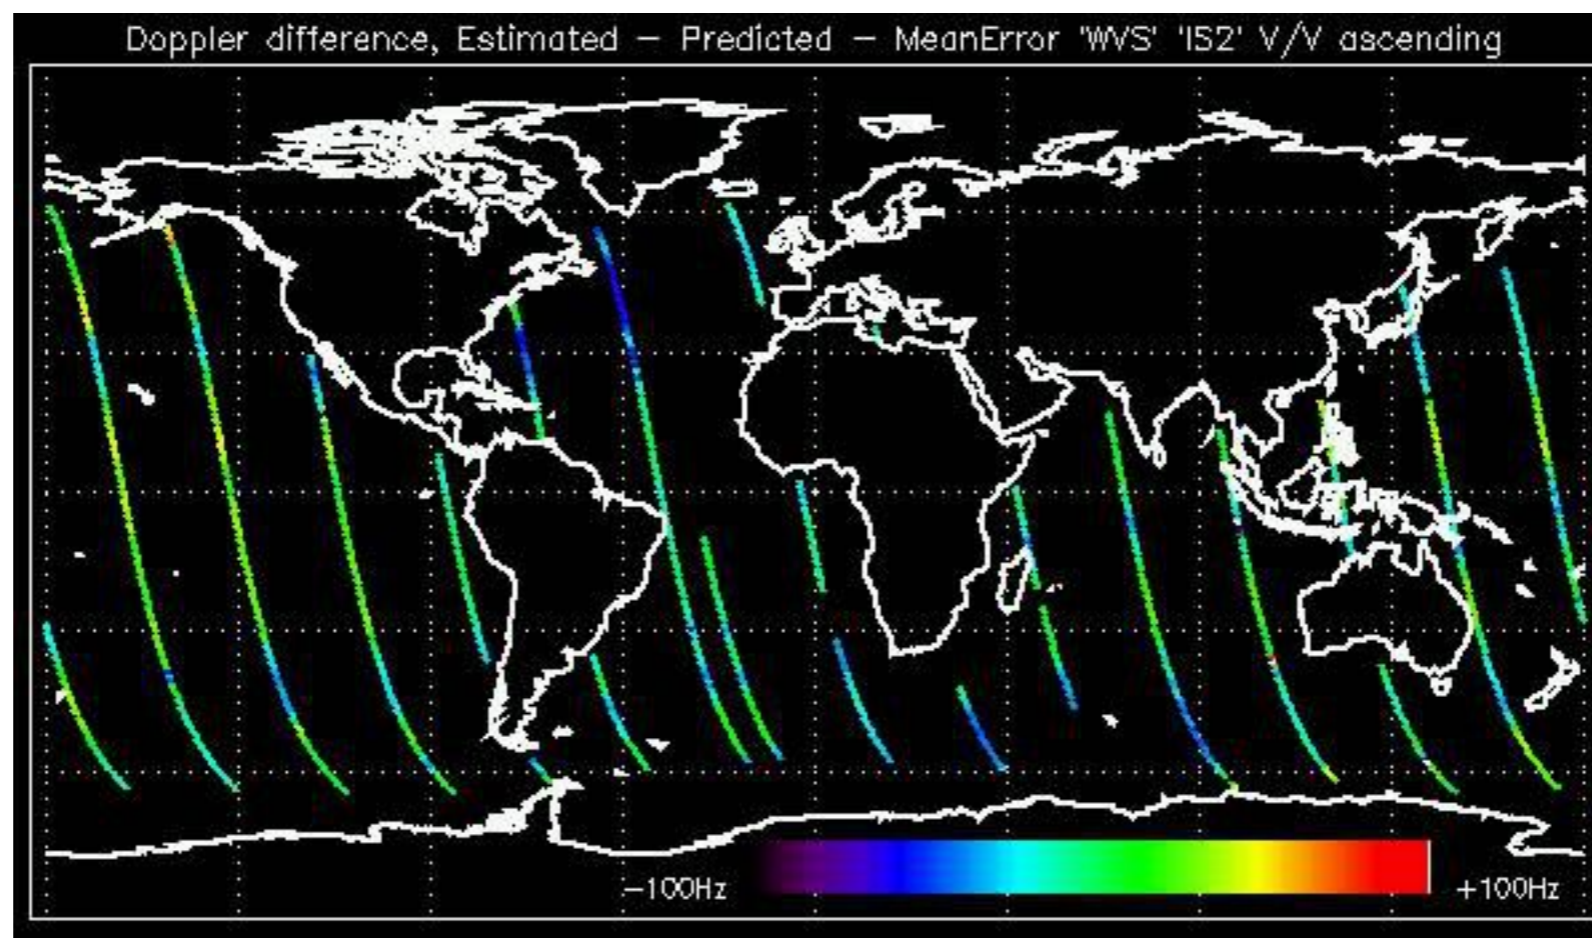 Doppler difference, Estimated – Predicted – MeanError 'WVS' 'IS2' V/V ascending
–100Hz +100Hz